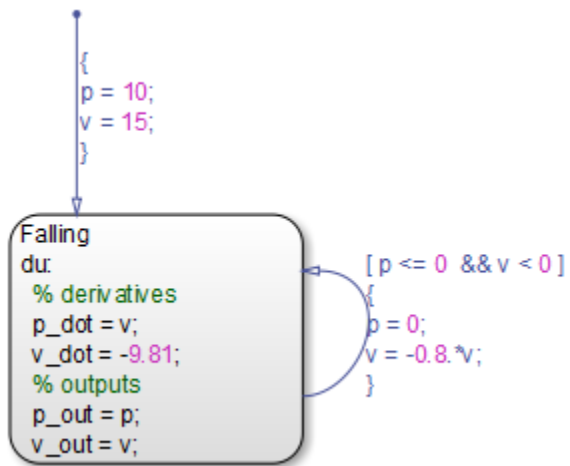 {
p = 10;
v = 15;
}
Falling
du:
% derivatives
p_dot = v;
v_dot = -9.81;
% outputs
p_out = p;
v_out = v;
[ p <= 0 && v < 0 ]
{
p = 0;
v = -0.8.*v;
}